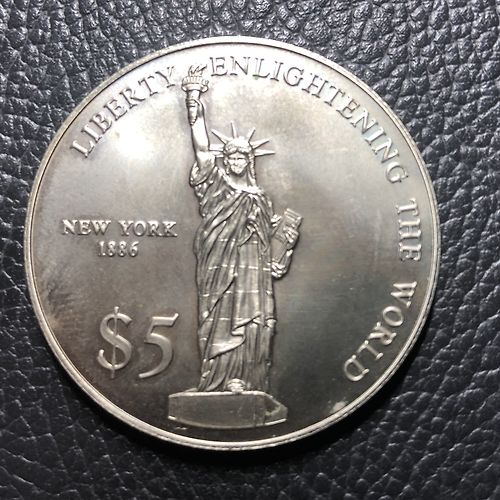 LIBERTY ENLIGHTENING THE WORLD
NEW YORK
1886
$5